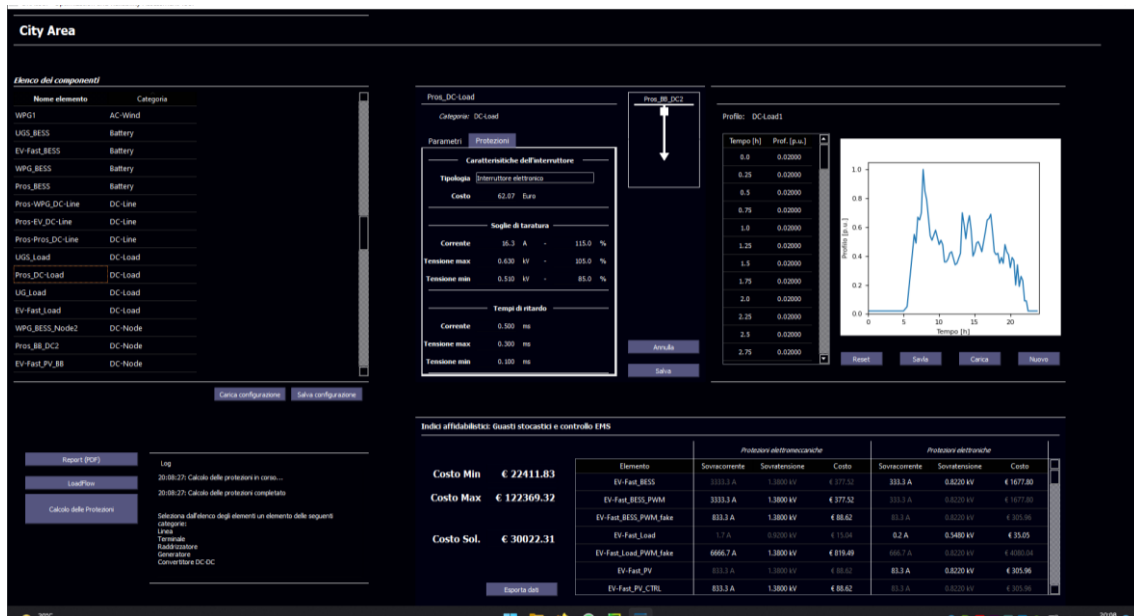 City Area
Elenco dei componenti
Nome elemento Categoria
WPG1 AC-Wind
UGS_BESS Battery
EV-Fast_BESS Battery
WPG_BESS Battery
Pros_BESS Battery
Pros-WPG_DC-Line DC-Line
Pros-EV_DC-Line DC-Line
Pros-Pros_DC-Line DC-Line
UGS_Load DC-Load
Pros_DC-Load DC-Load
UG_Load DC-Load
EV-Fast_Load DC-Load
WPG_BESS_Node2 DC-Node
Pros_BB_DC2 DC-Node
EV-Fast_PV_BB DC-Node
Carica configurazione Salva configurazione
Pros_DC-Load
Categoria: DC-Load
Parametri Protezioni
Caratterisitiche dell'interruttore
Tipologia Interruttore elettronico
Costo 62.07 Euro
Soglie di taratura
Corrente 16.3 A - 115.0 %
Tensione max 0.630 kV - 105.0 %
Tensione min 0.510 kV - 85.0 %
Tempi di ritardo
Corrente 0.500 ms
Tensione max 0.300 ms
Tensione min 0.100 ms
Pros_BB_DC2
Annulla
Salva
Profilo: DC-Load1
Tempo [h] Prof. [p.u.]
0.0 0.02000
0.25 0.02000
0.5 0.02000
0.75 0.02000
1.0 0.02000
1.25 0.02000
1.5 0.02000
1.75 0.02000
2.0 0.02000
2.25 0.02000
2.5 0.02000
2.75 0.02000
Profilo [p.u.]
1.0
0.8
0.6
0.4
0.2
0.0
0 5 10 15 20
Tempo [h]
Reset Savla Carica Nuovo
Report (PDF)
LoadFlow
Calcolo delle Protezioni
Log
20:08:27: Calcolo delle protezioni in corso...
20:08:27: Calcolo delle protezioni completato
Seleziona dall'elenco degli elementi un elemento delle seguenti
categorie:
Linea
Terminale
Raddrizzatore
Generatore
Convertitore DC-DC
Indici affidabilistici: Guasti stocastici e controllo EMS
Costo Min € 22411.83
Costo Max € 122369.32
Costo Sol. € 30022.31
Esporta dati
Protezioni elettromeccaniche Protezioni elettroniche
Elemento Sovracorrente Sovratensione Costo Sovracorrente Sovratensione Costo
EV-Fast_BESS 3333.3 A 1.3800 kV € 377.52 333.3 A 0.8220 kV € 1677.80
EV-Fast_BESS_PWM 3333.3 A 1.3800 kV € 377.52 333.3 A 0.8220 kV € 1677.80
EV-Fast_BESS_PWM_fake 833.3 A 1.3800 kV € 88.62 83.3 A 0.8220 kV € 305.96
EV-Fast_Load 1.7 A 0.9200 kV € 15.04 0.2 A 0.5480 kV € 35.05
EV-Fast_Load_PWM_fake 6666.7 A 1.3800 kV € 819.49 666.7 A 0.8220 kV € 4080.04
EV-Fast_PV 833.3 A 1.3800 kV € 88.62 83.3 A 0.8220 kV € 305.96
EV-Fast_PV_CTRL 833.3 A 1.3800 kV € 88.62 83.3 A 0.8220 kV € 305.96
20:08